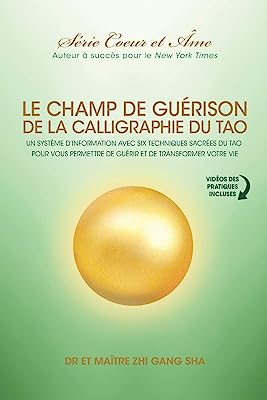 Série Coeur et Âme
Auteur à succès pour le New York Times
LE CHAMP DE GUÉRISON
DE LA CALLIGRAPHIE DU TAO
UN SYSTÈME D'INFORMATION AVEC SIX TECHNIQUES SACRÉES DU TAO
POUR VOUS PERMETTRE DE GUÉRIR ET DE TRANSFORMER VOTRE VIE
VIDÉOS DES
PRATIQUES
INCLUSES
DR ET MAÎTRE ZHI GANG SHA